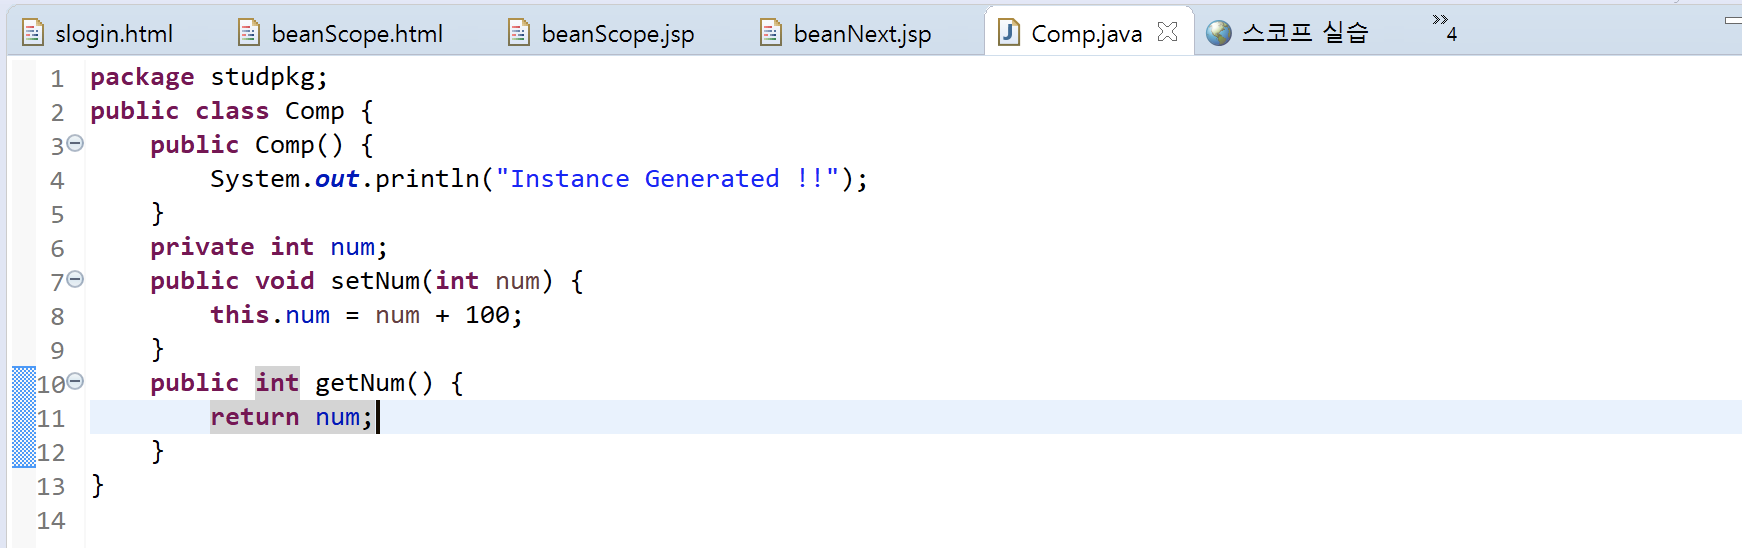 slogin.html beanScope.html beanScope.jsp beanNext.jsp Comp.java 스코프 실습 » 4
1 package studpkg;
2 public class Comp {
3 public Comp() {
4 System.out.println("Instance Generated !!");
5 }
6 private int num;
7 public void setNum(int num) {
8 this.num = num + 100;
9 }
10 public int getNum() {
11 return num;
12 }
13 }
14